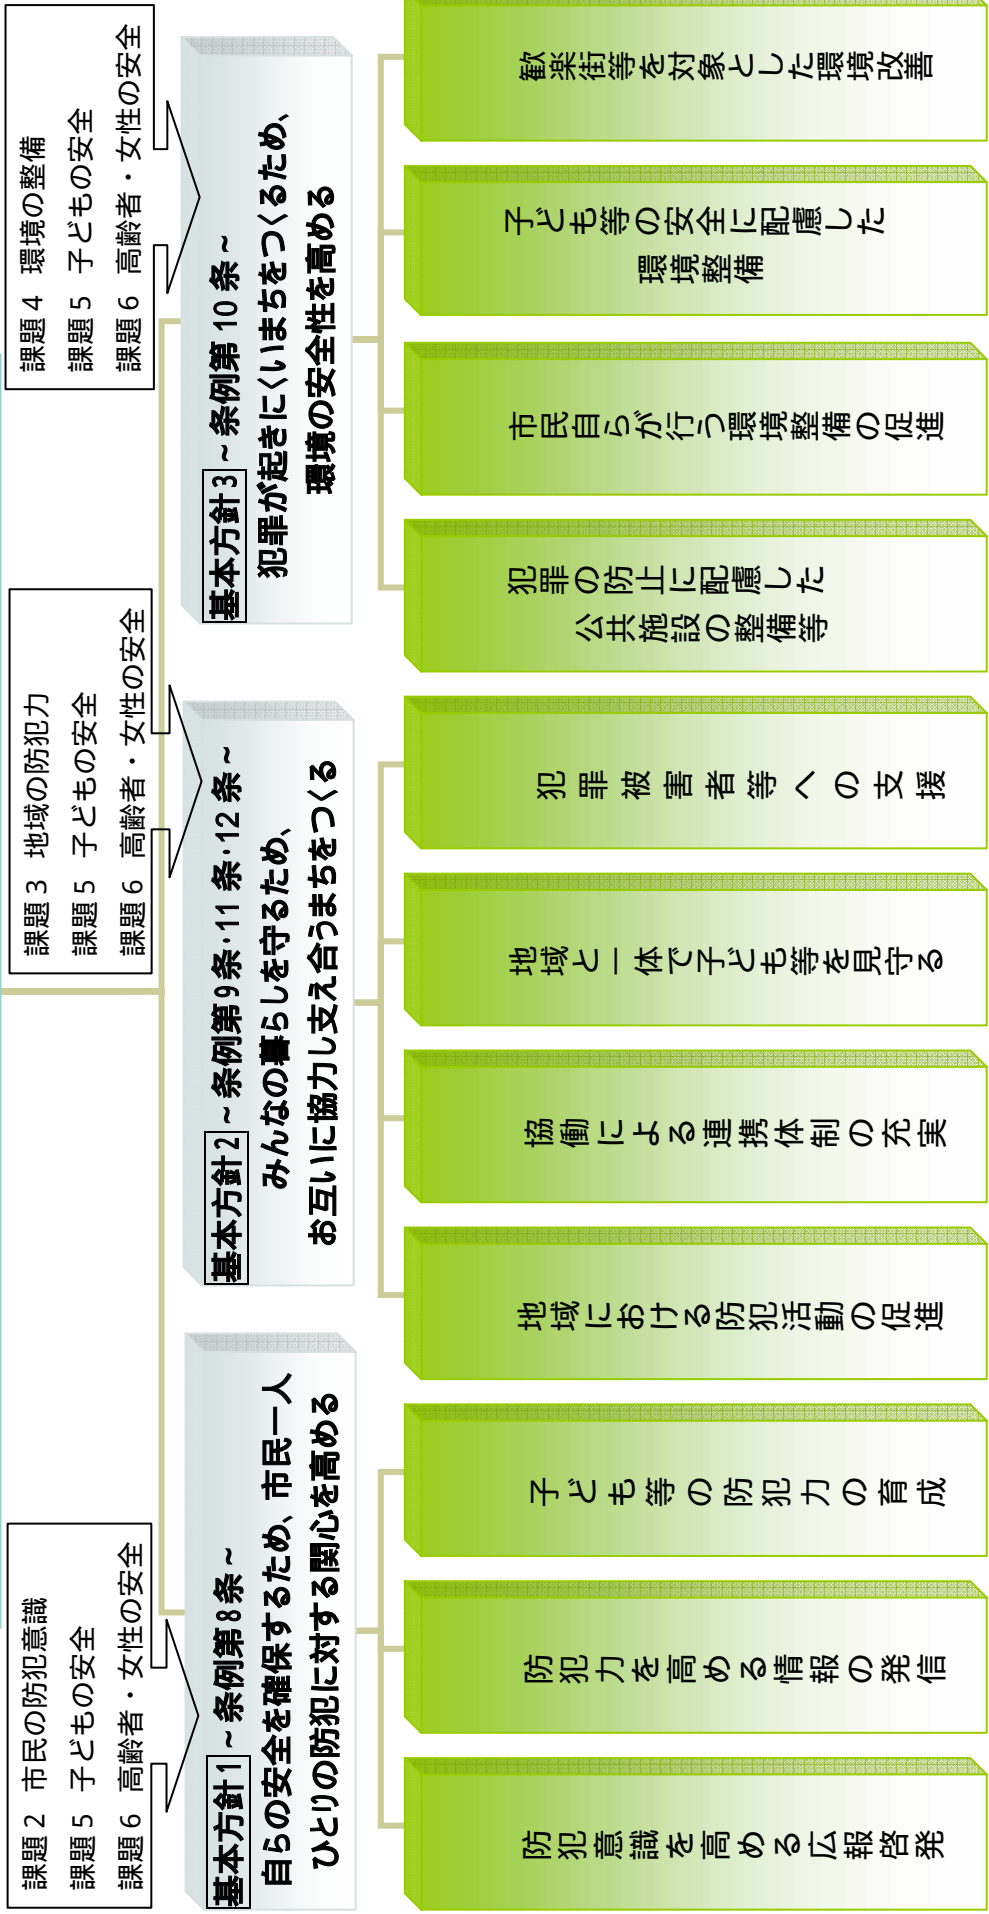 課題2 市民の防犯意識
課題5 子どもの安全
課題6 高齢者・女性の安全
基本方針1 ~条例第8条~
自らの安全を確保するため、市民一人
ひとりの防犯に対する関心を高める
防犯意識を高める広報啓発
防犯力を高める情報の発信
子ども等の防犯力の育成
課題3 地域の防犯力
課題5 子どもの安全
課題6 高齢者・女性の安全
基本方針2 ~条例第9条・11条・12条~
みんなの暮らしを守るため、
お互いに協力し支え合うまちをつくる
地域における防犯活動の促進
協働による連携体制の充実
地域と一体で子ども等を見守る
犯罪被害者等への支援
課題4 環境の整備
課題5 子どもの安全
課題6 高齢者・女性の安全
基本方針3 ~条例第10条~
犯罪が起きにくいまちをつくるため、
環境の安全性を高める
犯罪の防止に配慮した
公共施設の整備等
市民自らが行う環境整備の促進
子ども等の安全に配慮した
環境整備
歓楽街等を対象とした環境改善